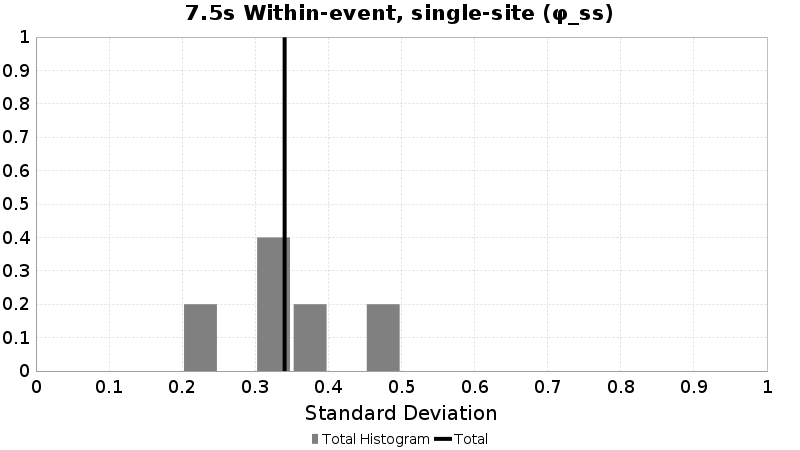 7.5s Within-event, single-site (φ_ss)
1
0.9
0.8
0.7
0.6
0.5
0.4
0.3
0.2
0.1
0
0 0.1 0.2 0.3 0.4 0.5 0.6 0.7 0.8 0.9 1
Standard Deviation
Total Histogram Total